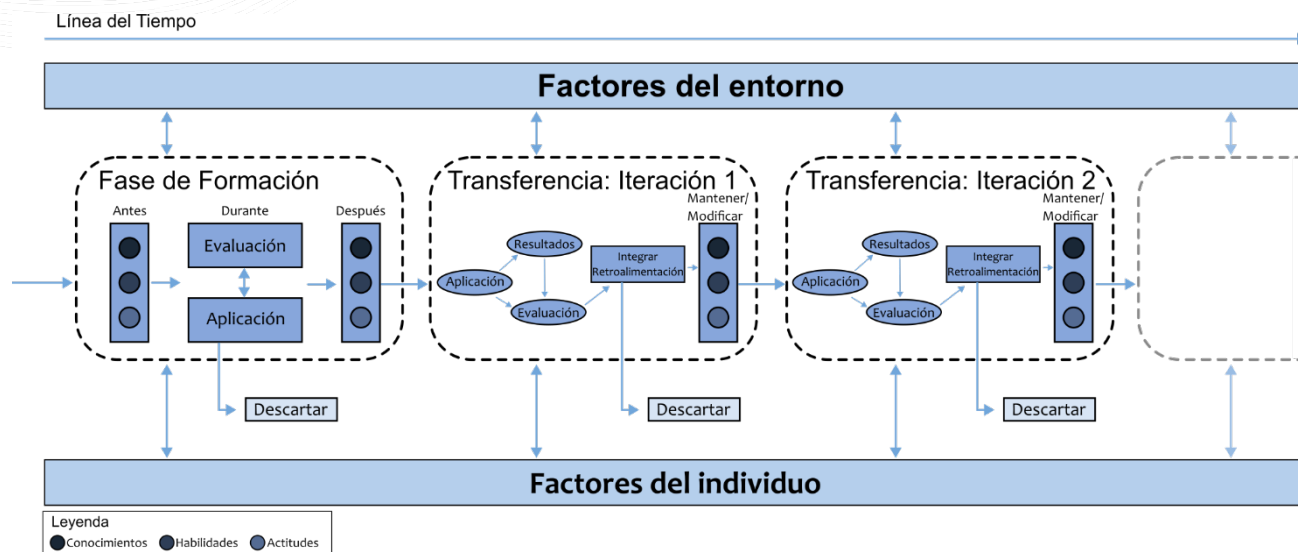 Línea del Tiempo
Factores del entorno
Fase de Formación
Antes
Durante
Después
Evaluación
Aplicación
Descartar
Transferencia: Iteración 1
Mantener/
Modificar
Resultados
Aplicación
Evaluación
Integrar
Retroalimentación
Descartar
Transferencia: Iteración 2
Mantener/
Modificar
Resultados
Aplicación
Evaluación
Integrar
Retroalimentación
Descartar
Factores del individuo
Leyenda
Conocimientos Habilidades Actitudes